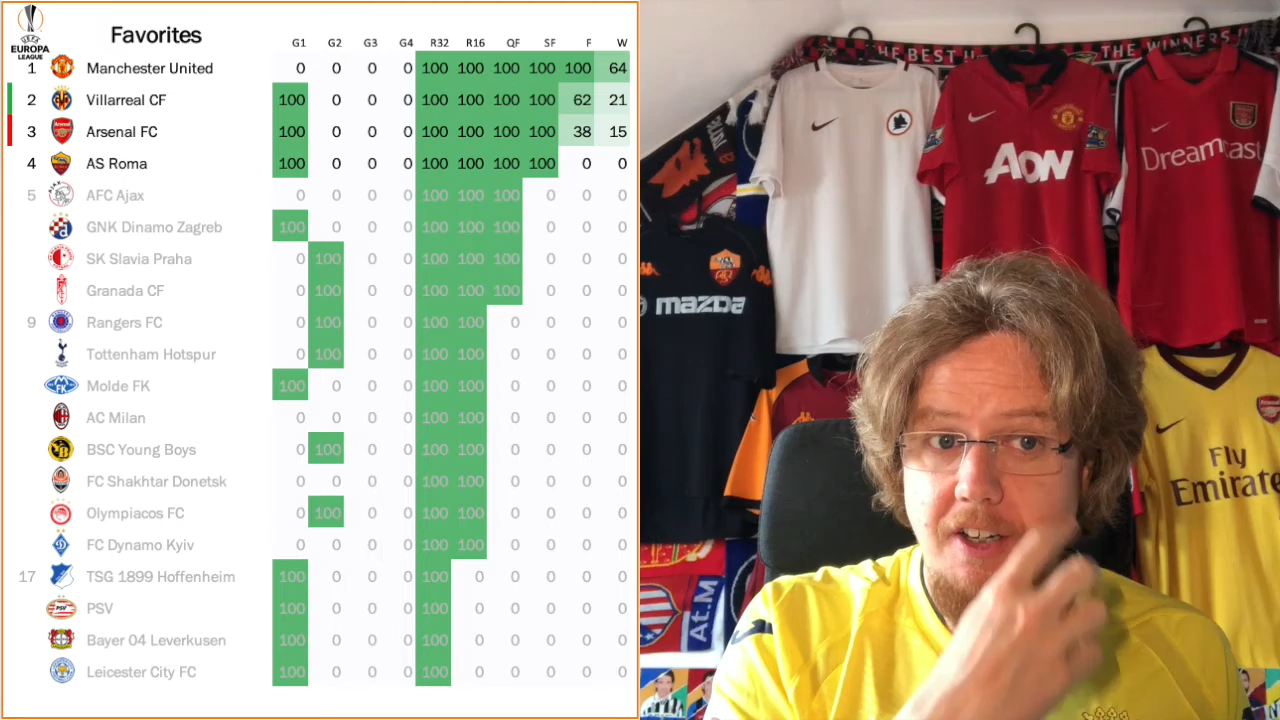 UEFA
EUROPA
LEAGUE
Favorites
G1 G2 G3 G4 R32 R16 QF SF F W
1 Manchester United 0 0 0 0 100 100 100 100 100 64
2 Villarreal CF 100 0 0 0 100 100 100 100 62 21
3 Arsenal FC 100 0 0 0 100 100 100 100 38 15
4 AS Roma 100 0 0 0 100 100 100 100 0 0
5 AFC Ajax 0 0 0 0 100 100 100 0 0 0
GNK Dinamo Zagreb 100 0 0 0 100 100 100 0 0 0
SK Slavia Praha 0 100 0 0 100 100 100 0 0 0
Granada CF 0 100 0 0 100 100 100 0 0 0
9 Rangers FC 0 100 0 0 100 100 0 0 0 0
Tottenham Hotspur 0 100 0 0 100 100 0 0 0 0
Molde FK 100 0 0 0 100 100 0 0 0 0
AC Milan 0 0 0 0 100 100 0 0 0 0
BSC Young Boys 0 100 0 0 100 100 0 0 0 0
FC Shakhtar Donetsk 0 0 0 0 100 100 0 0 0 0
Olympiacos FC 0 100 0 0 100 100 0 0 0 0
FC Dynamo Kyiv 0 0 0 0 100 100 0 0 0 0
17 TSG 1899 Hoffenheim 100 0 0 0 100 0 0 0 0 0
PSV 100 0 0 0 100 0 0 0 0 0
Bayer 04 Leverkusen 100 0 0 0 100 0 0 0 0 0
Leicester City FC 100 0 0 0 100 0 0 0 0 0
THE BEST THE WINNERS
AON
Dreamcast
mazda
Fly
Emirates
At.M